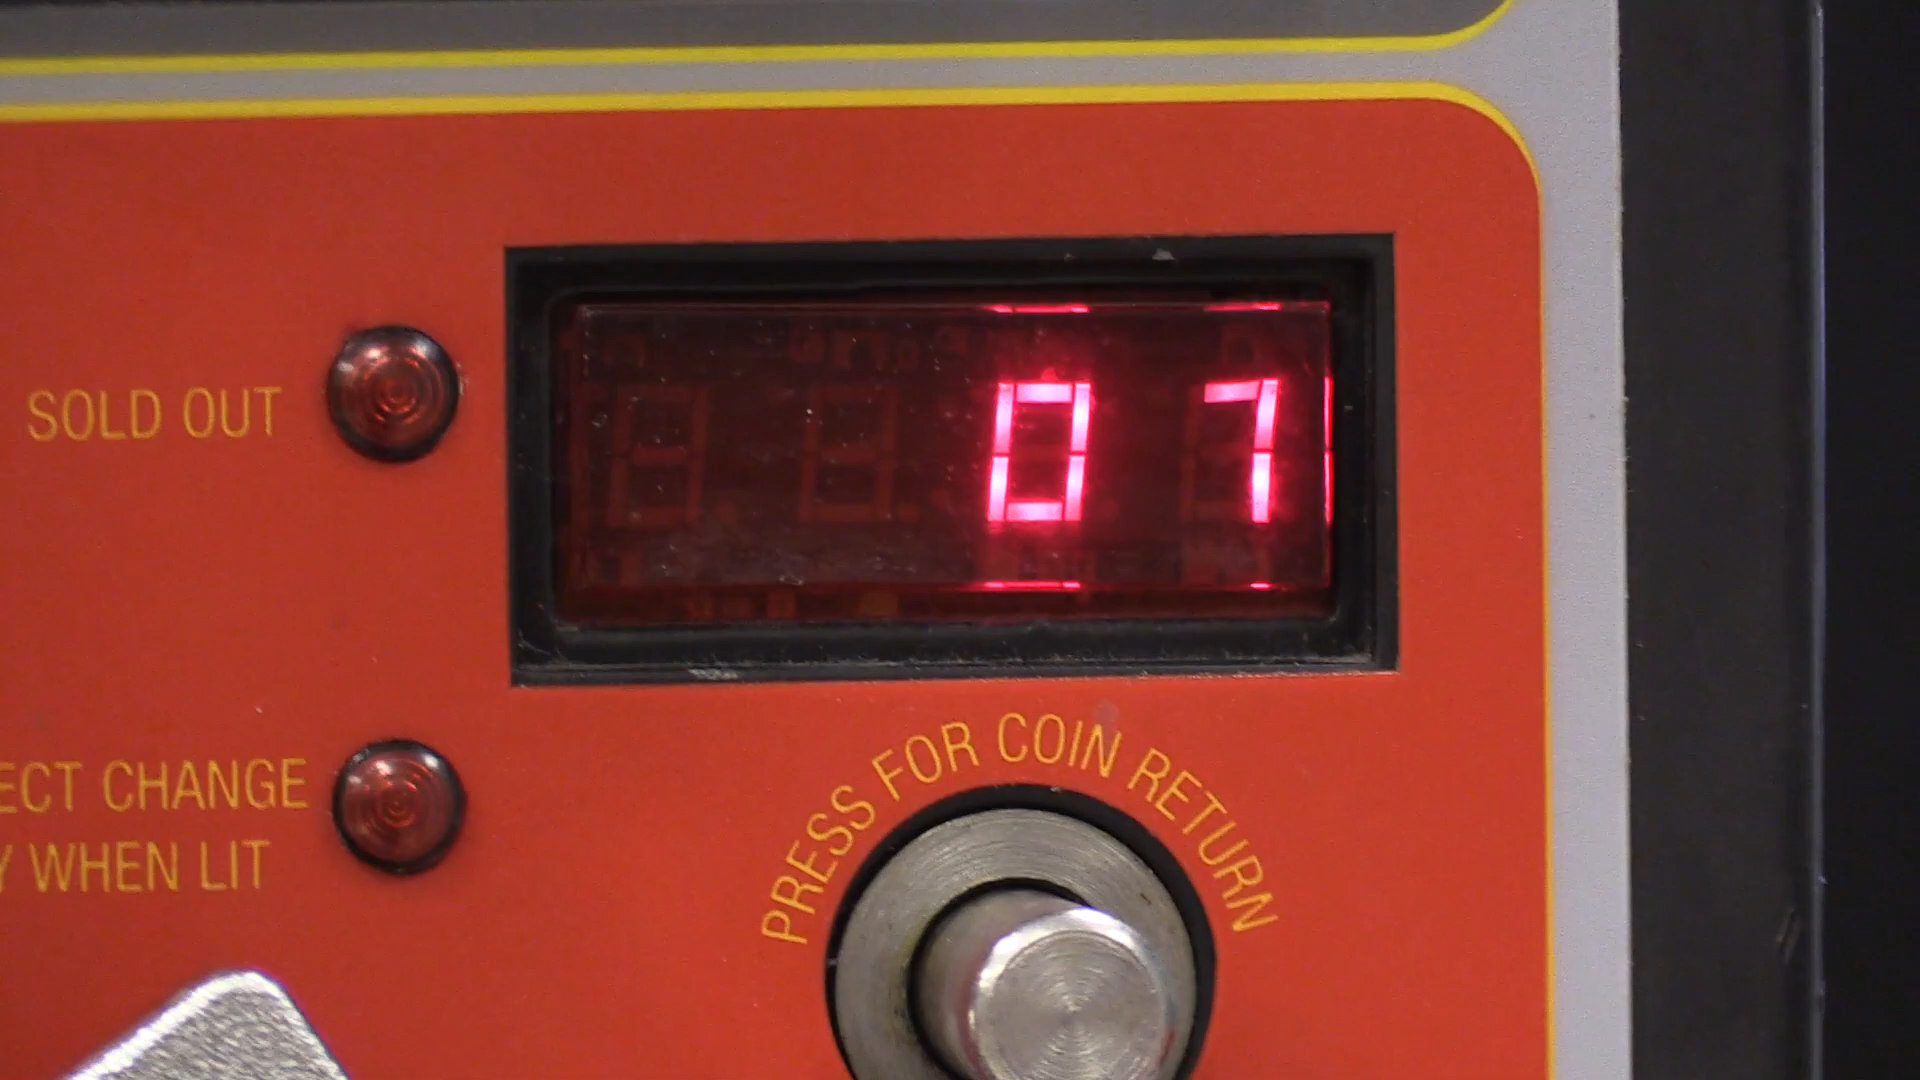 SOLD OUT
07
ECT CHANGE
Y WHEN LIT
PRESS FOR COIN RETURN